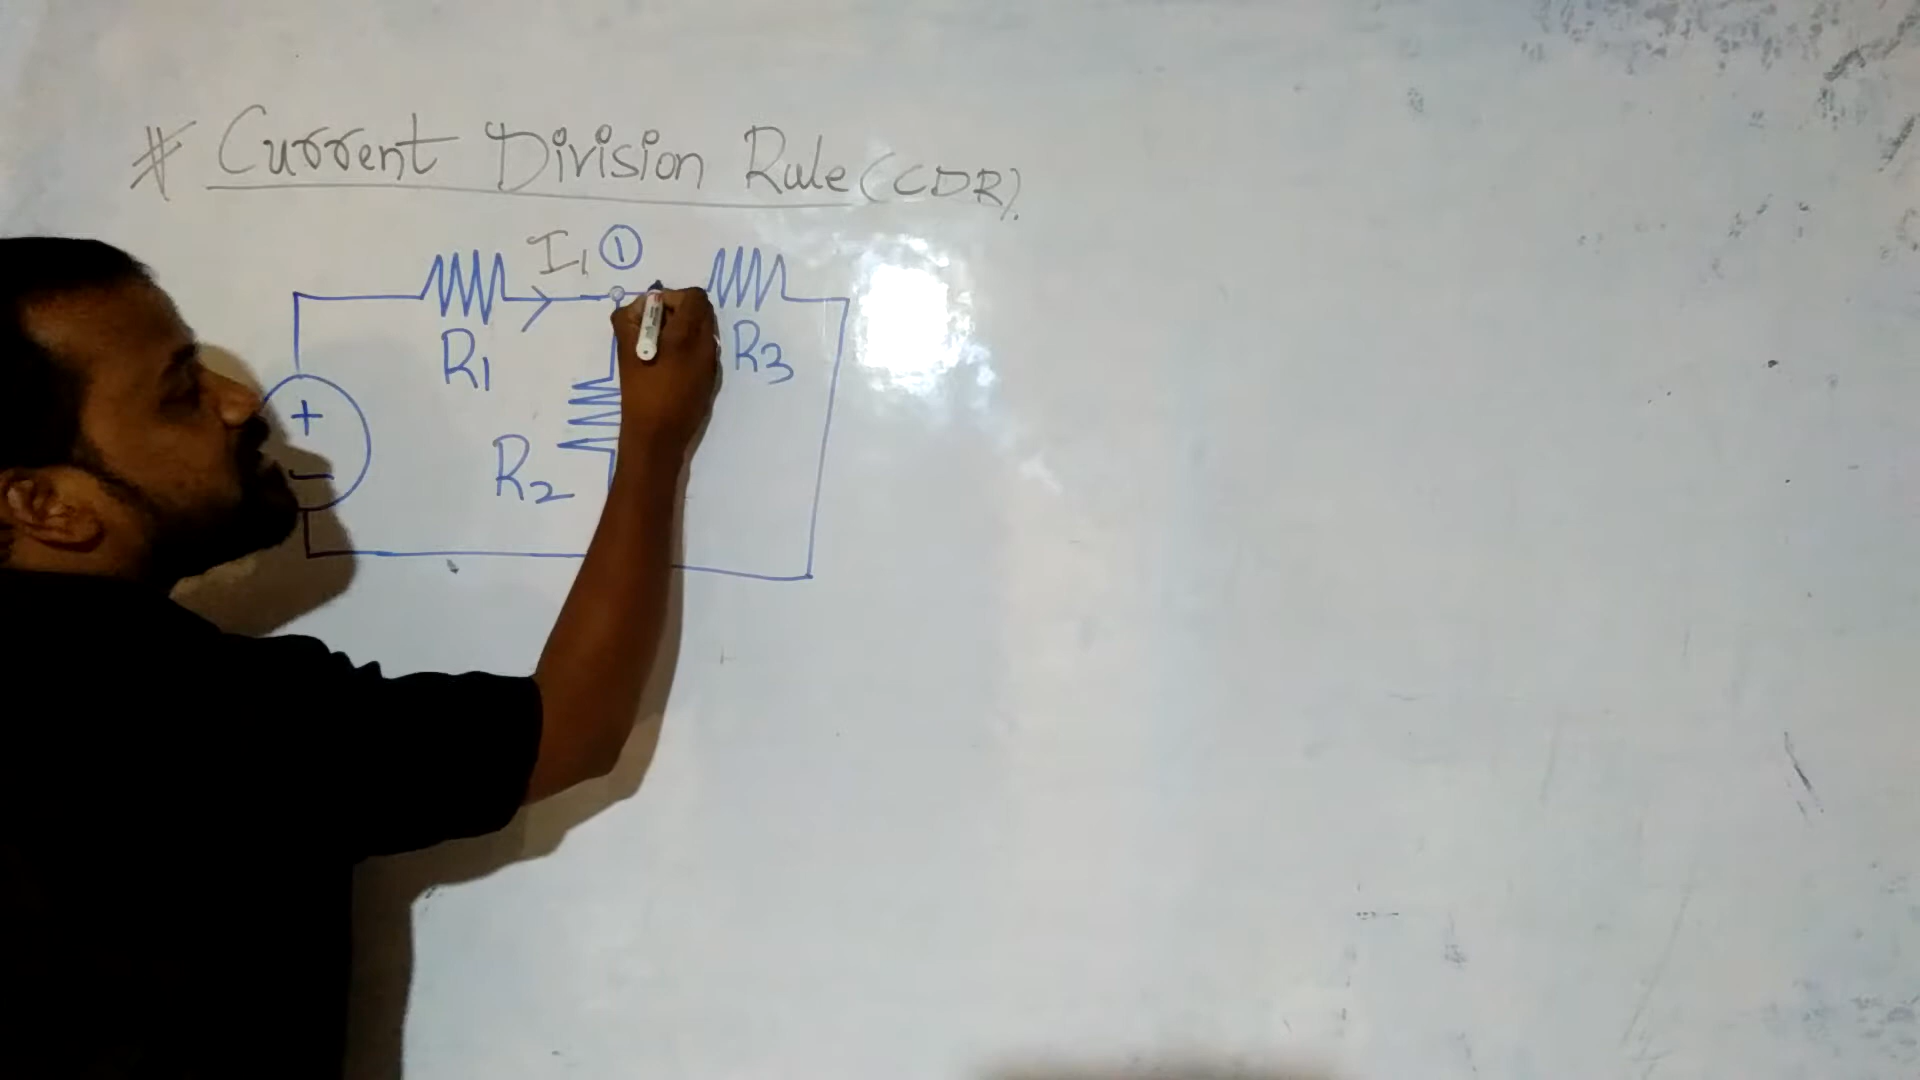 * Current Division Rule (CDR).
I1 ①
R1
R3
+
R2
−